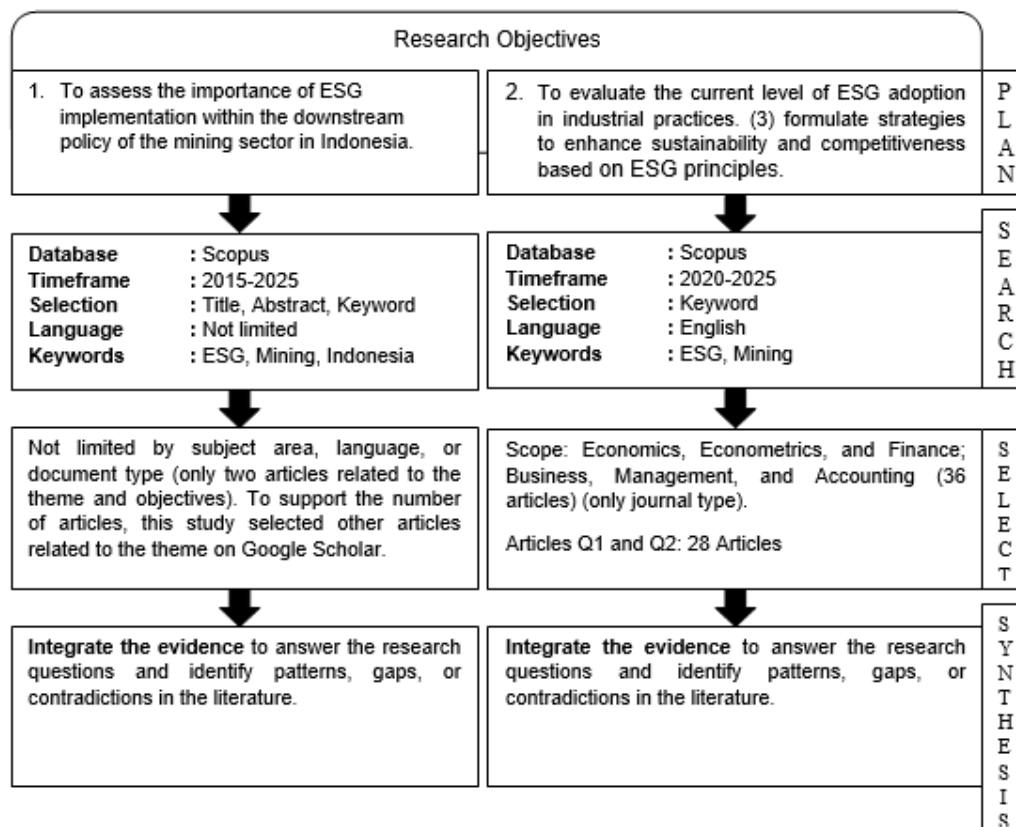 Research Objectives
1. To assess the importance of ESG
implementation within the downstream
policy of the mining sector in Indonesia.
2. To evaluate the current level of ESG adoption
in industrial practices. (3) formulate strategies
to enhance sustainability and competitiveness
based on ESG principles.
PLAN
Database : Scopus
Timeframe : 2015-2025
Selection : Title, Abstract, Keyword
Language : Not limited
Keywords : ESG, Mining, Indonesia
Database : Scopus
Timeframe : 2020-2025
Selection : Keyword
Language : English
Keywords : ESG, Mining
SEARCH
Not limited by subject area, language, or
document type (only two articles related to the
theme and objectives). To support the number
of articles, this study selected other articles
related to the theme on Google Scholar.
Scope: Economics, Econometrics, and Finance;
Business, Management, and Accounting (36
articles) (only journal type).
Articles Q1 and Q2: 28 Articles
SELECT
Integrate the evidence to answer the research
questions and identify patterns, gaps, or
contradictions in the literature.
Integrate the evidence to answer the research
questions and identify patterns, gaps, or
contradictions in the literature.
SYNTHESIS